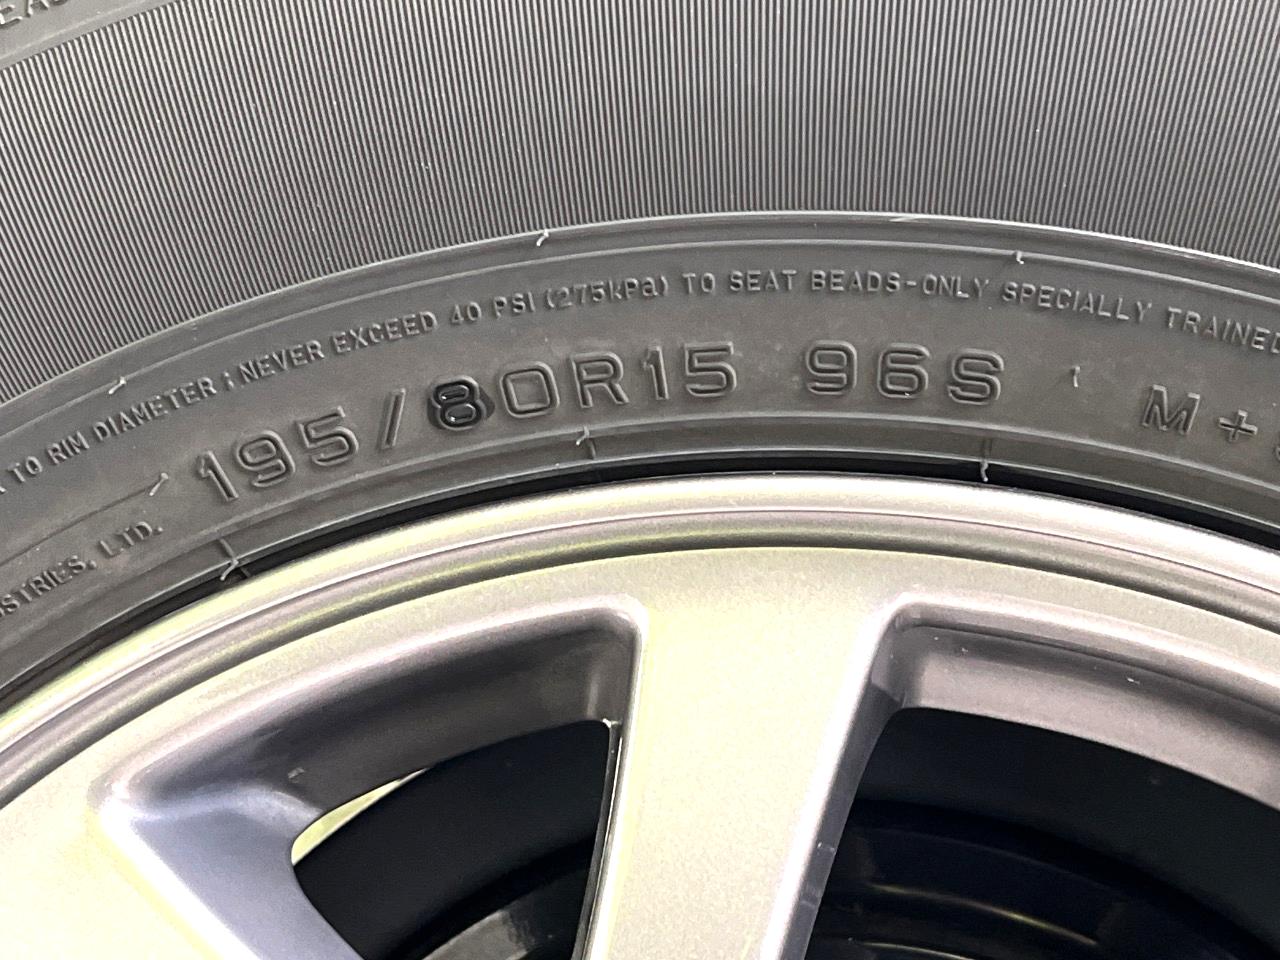 TO RIM DIAMETER ; NEVER EXCEED 40 PSI (275kPa) TO SEAT BEADS-ONLY SPECIALLY TRAINED
195/80R15 96S M+
LTD.